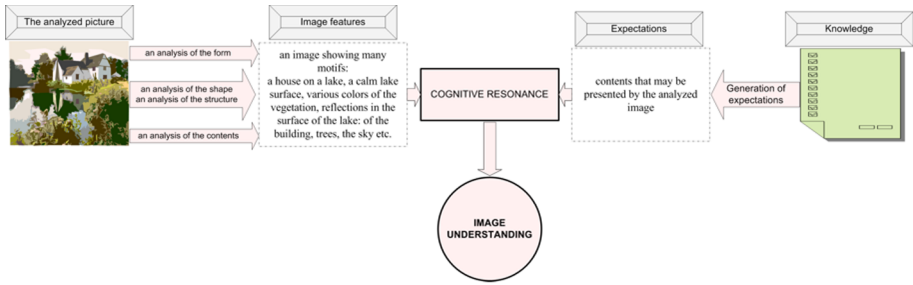 The analyzed picture
Image features
Expectations
Knowledge
an analysis of the form
an analysis of the shape
an analysis of the structure
an analysis of the contents
an image showing many
motifs:
a house on a lake, a calm lake
surface, various colors of the
vegetation, reflections in the
surface of the lake: of the
building, trees, the sky etc.
COGNITIVE RESONANCE
contents that may be
presented by the analyzed
image
Generation of
expectations
IMAGE
UNDERSTANDING